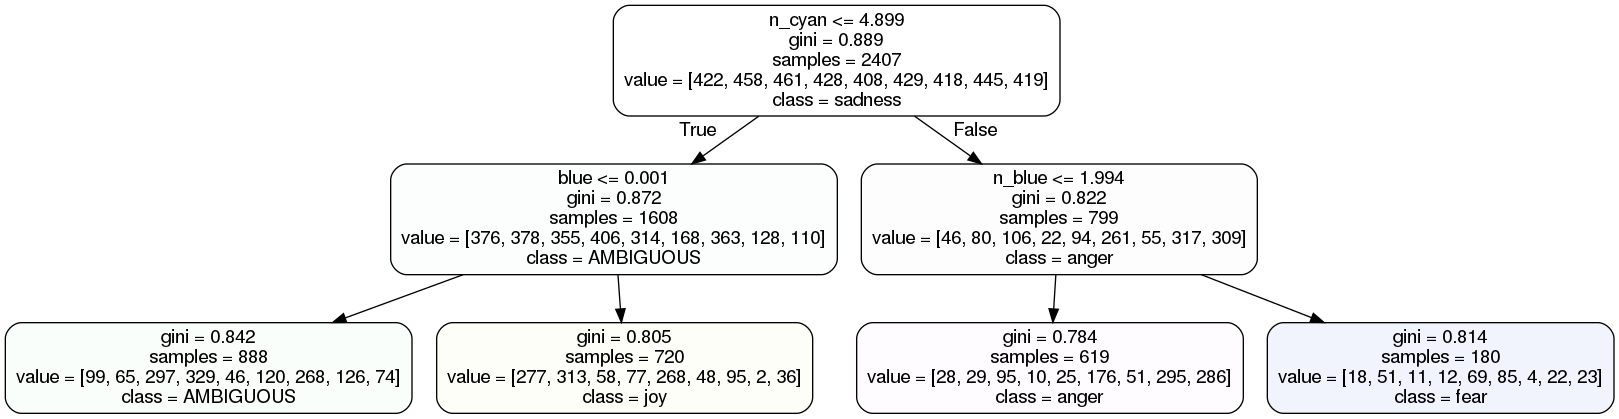 n_cyan <= 4.899
gini = 0.889
samples = 2407
value = [422, 458, 461, 428, 408, 429, 418, 445, 419]
class = sadness
True
False
blue <= 0.001
gini = 0.872
samples = 1608
value = [376, 378, 355, 406, 314, 168, 363, 128, 110]
class = AMBIGUOUS
n_blue <= 1.994
gini = 0.822
samples = 799
value = [46, 80, 106, 22, 94, 261, 55, 317, 309]
class = anger
gini = 0.842
samples = 888
value = [99, 65, 297, 329, 46, 120, 268, 126, 74]
class = AMBIGUOUS
gini = 0.805
samples = 720
value = [277, 313, 58, 77, 268, 48, 95, 2, 36]
class = joy
gini = 0.784
samples = 619
value = [28, 29, 95, 10, 25, 176, 51, 295, 286]
class = anger
gini = 0.814
samples = 180
value = [18, 51, 11, 12, 69, 85, 4, 22, 23]
class = fear